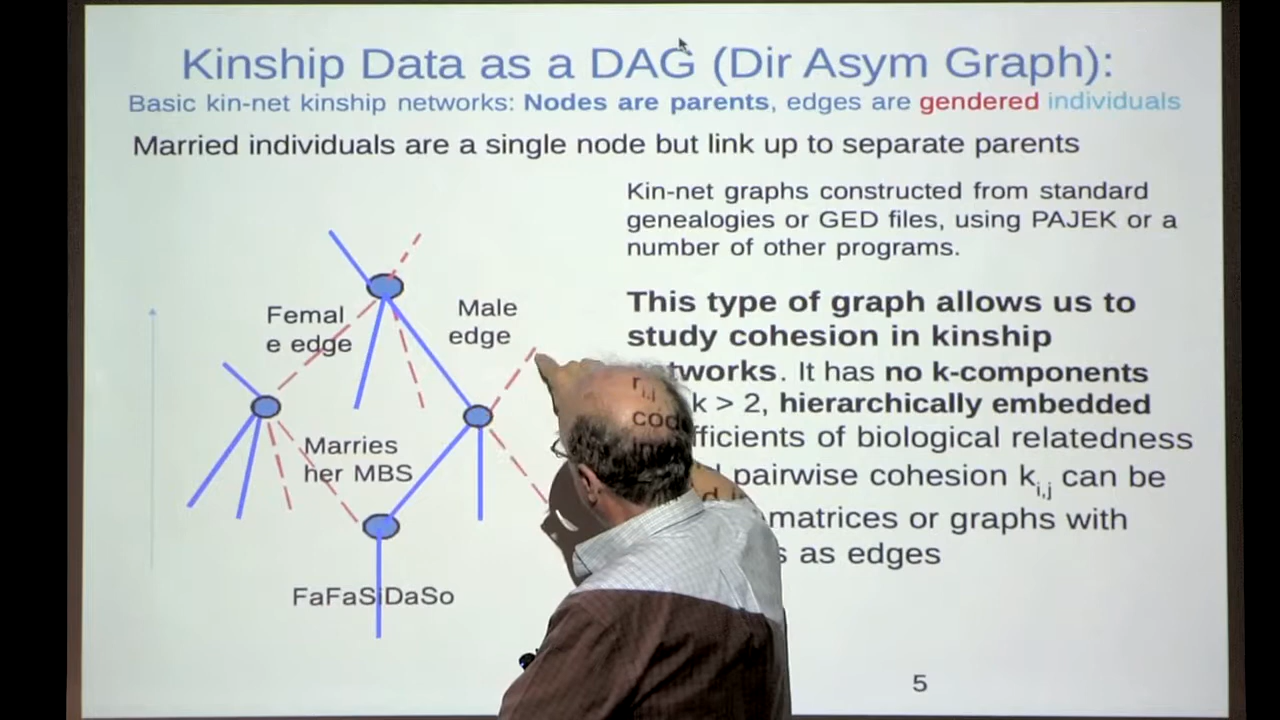 Kinship Data as a DAG (Dir Asym Graph):
Basic kin-net kinship networks: Nodes are parents, edges are gendered individuals
Married individuals are a single node but link up to separate parents
Kin-net graphs constructed from standard
genealogies or GED files, using PAJEK or a
number of other programs.
This type of graph allows us to
study cohesion in kinship
tworks. It has no k-components
k > 2, hierarchically embedded
fficients of biological relatedness
pairwise cohesion k i,j can be
matrices or graphs with
s as edges
Femal
e edge
Male
edge
Marries
her MBS
FaFaSiDaSo
5